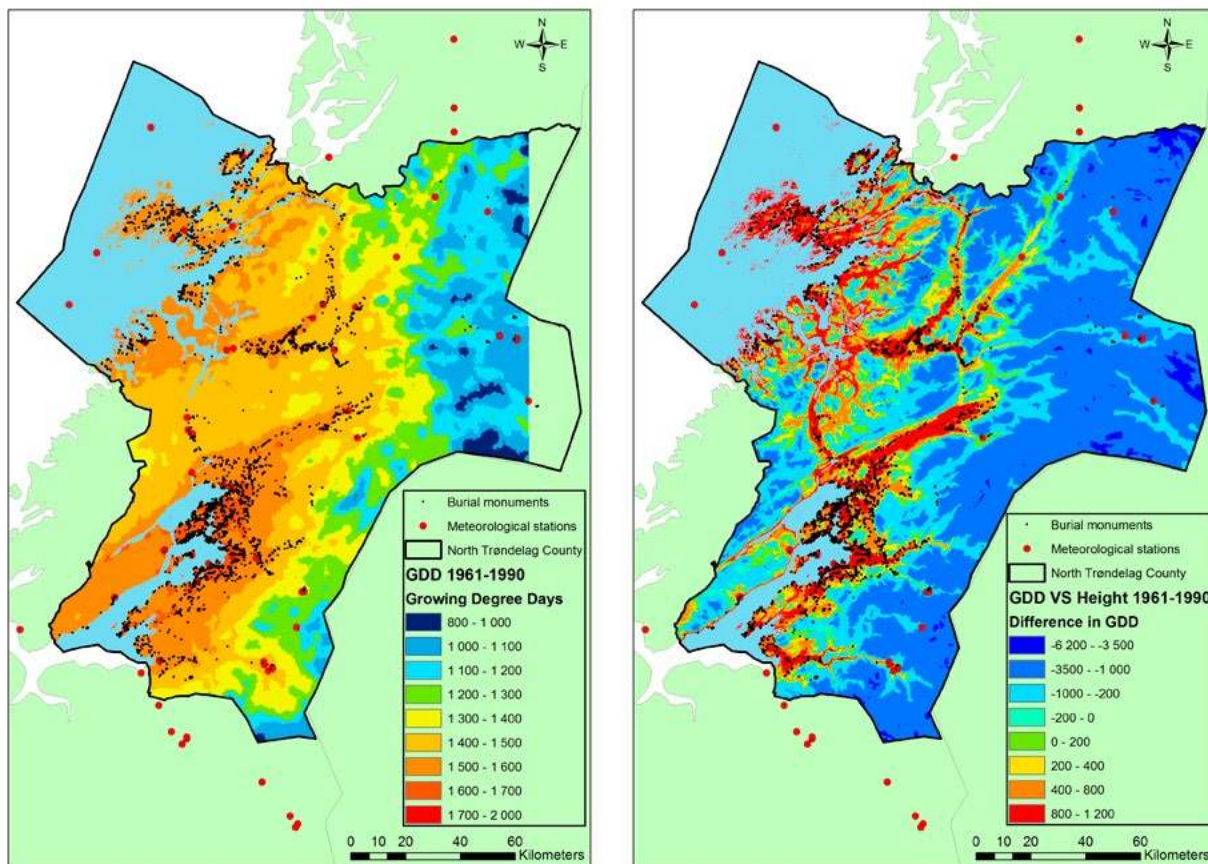 N
W E
S
Burial monuments
Meteorological stations
North Trøndelag County
GDD 1961-1990
Growing Degree Days
800 - 1 000
1 000 - 1 100
1 100 - 1 200
1 200 - 1 300
1 300 - 1 400
1 400 - 1 500
1 500 - 1 600
1 600 - 1 700
1 700 - 2 000
0 10 20 40 60
Kilometers
N
W E
S
Burial monuments
Meteorological stations
North Trøndelag County
GDD VS Height 1961-1990
Difference in GDD
-6 200 - -3 500
-3500 - -1 000
-1000 - -200
-200 - 0
0 - 200
200 - 400
400 - 800
800 - 1 200
0 10 20 40 60
Kilometers